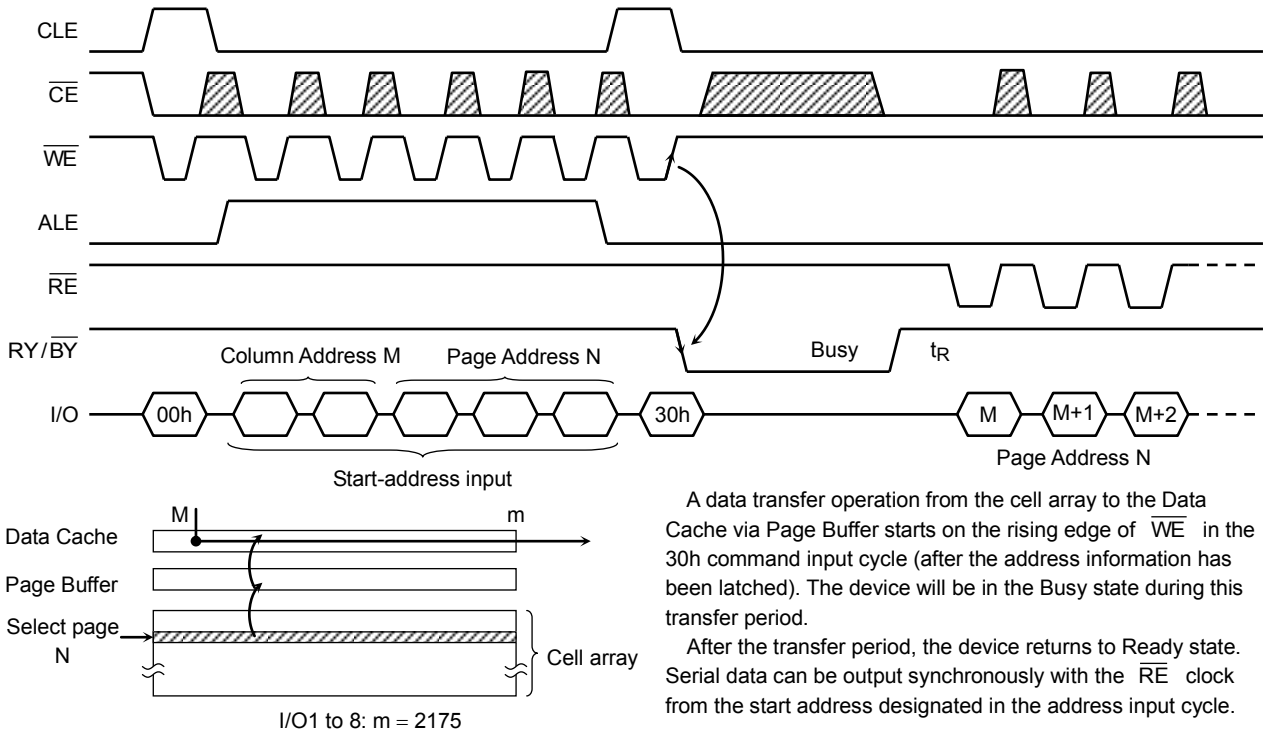 CLE
CE
WE
ALE
RE
RY/BY
Busy
tR
Column Address M
Page Address N
I/O
00h
30h
M
M+1
M+2
Start-address input
Page Address N
M
m
Data Cache
Page Buffer
Select page
N
Cell array
I/O1 to 8: m = 2175
A data transfer operation from the cell array to the Data
Cache via Page Buffer starts on the rising edge of WE in the
30h command input cycle (after the address information has
been latched). The device will be in the Busy state during this
transfer period.
After the transfer period, the device returns to Ready state.
Serial data can be output synchronously with the RE clock
from the start address designated in the address input cycle.